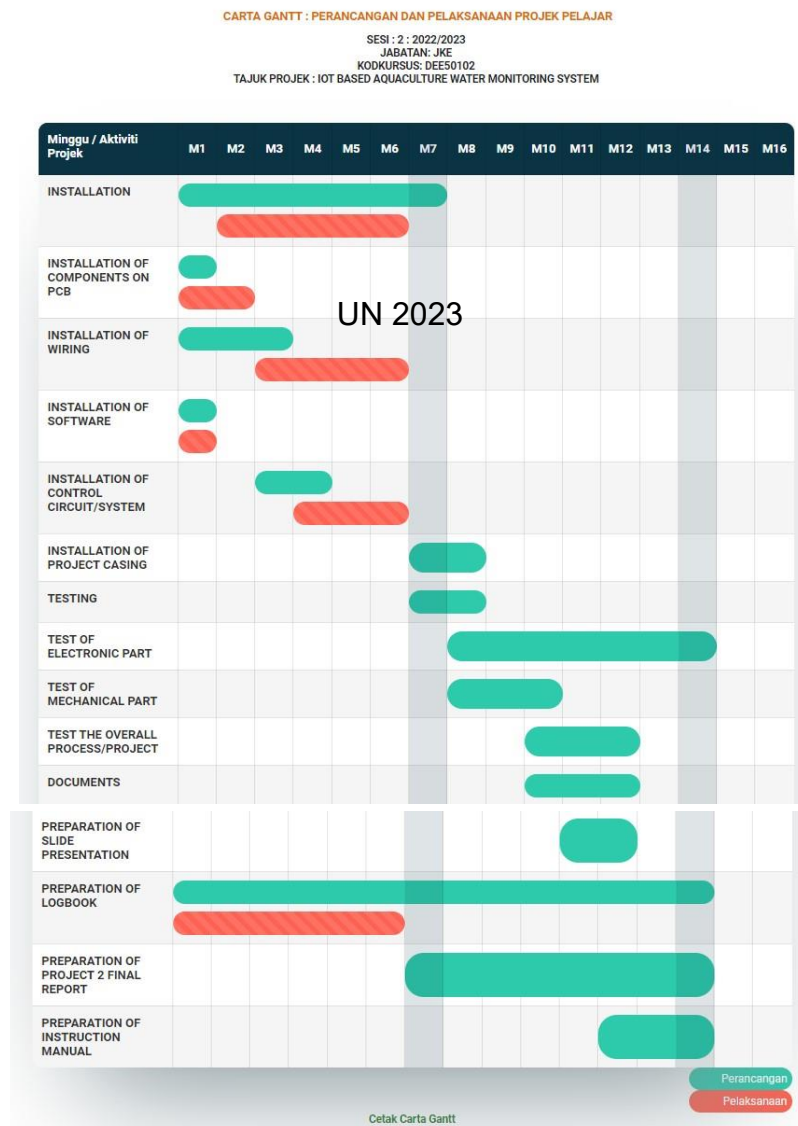 CARTA GANTT : PERANCANGAN DAN PELAKSANAAN PROJEK PELAJAR
SESI : 2 : 2022/2023
JABATAN: JKE
KODKURSUS: DEE50102
TAJUK PROJEK : IOT BASED AQUACULTURE WATER MONITORING SYSTEM
Minggu / Aktiviti
Projek
M1 M2 M3 M4 M5 M6 M7 M8 M9 M10 M11 M12 M13 M14 M15 M16
INSTALLATION
INSTALLATION OF
COMPONENTS ON
PCB
UN 2023
INSTALLATION OF
WIRING
INSTALLATION OF
SOFTWARE
INSTALLATION OF
CONTROL
CIRCUIT/SYSTEM
INSTALLATION OF
PROJECT CASING
TESTING
TEST OF
ELECTRONIC PART
TEST OF
MECHANICAL PART
TEST THE OVERALL
PROCESS/PROJECT
DOCUMENTS
PREPARATION OF
SLIDE
PRESENTATION
PREPARATION OF
LOGBOOK
PREPARATION OF
PROJECT 2 FINAL
REPORT
PREPARATION OF
INSTRUCTION
MANUAL
Perancangan
Pelaksanaan
Cetak Carta Gantt